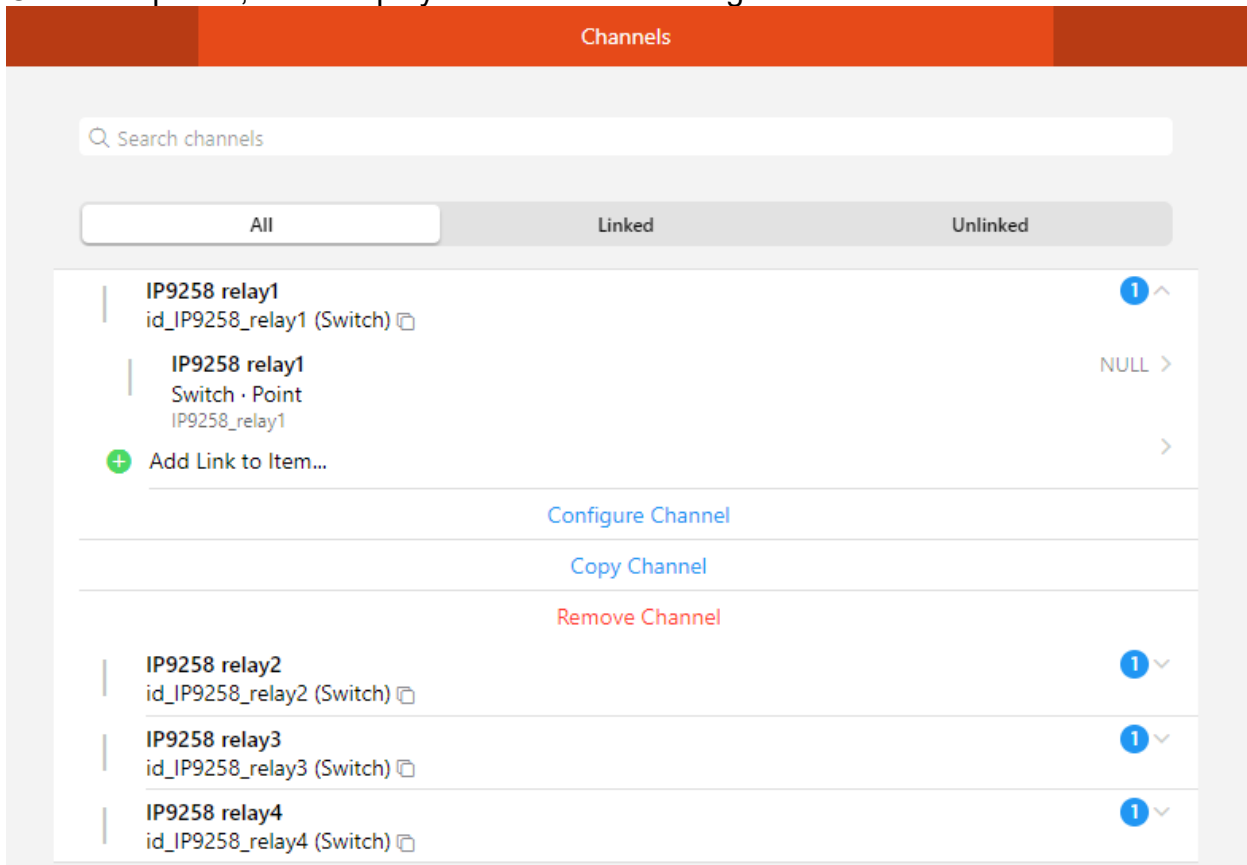 Channels
Search channels
All
Linked
Unlinked
IP9258 relay1
1
id_IP9258_relay1 (Switch)
IP9258 relay1
NULL
Switch · Point
IP9258_relay1
Add Link to Item...
Configure Channel
Copy Channel
Remove Channel
IP9258 relay2
1
id_IP9258_relay2 (Switch)
IP9258 relay3
1
id_IP9258_relay3 (Switch)
IP9258 relay4
1
id_IP9258_relay4 (Switch)